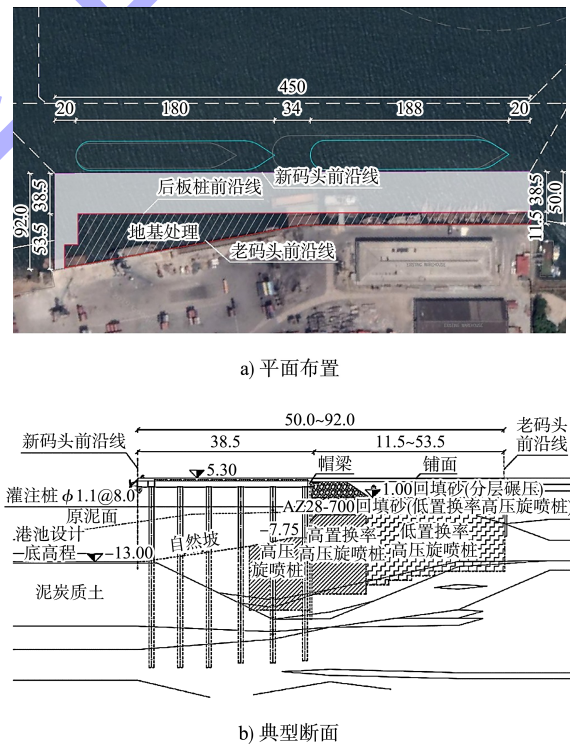 450
20 180 34 188 20
新码头前沿线
后板桩前沿线
地基处理
老码头前沿线
92.0 38.5 53.5
38.5 50.0 11.5
a) 平面布置
50.0~92.0
新码头前沿线
老码头
前沿线
38.5 11.5~53.5
帽梁 铺面
5.30
灌注桩ϕ1.1@8.0
1.00回填砂(分层碾压)
AZ28-700回填砂(低置换率高压旋喷桩)
原泥面
港池设计
底高程 -13.00
自然坡
-7.75
高压
旋喷桩
高置换率
高压旋喷桩
低置换率
高压旋喷桩
泥炭质土
b) 典型断面